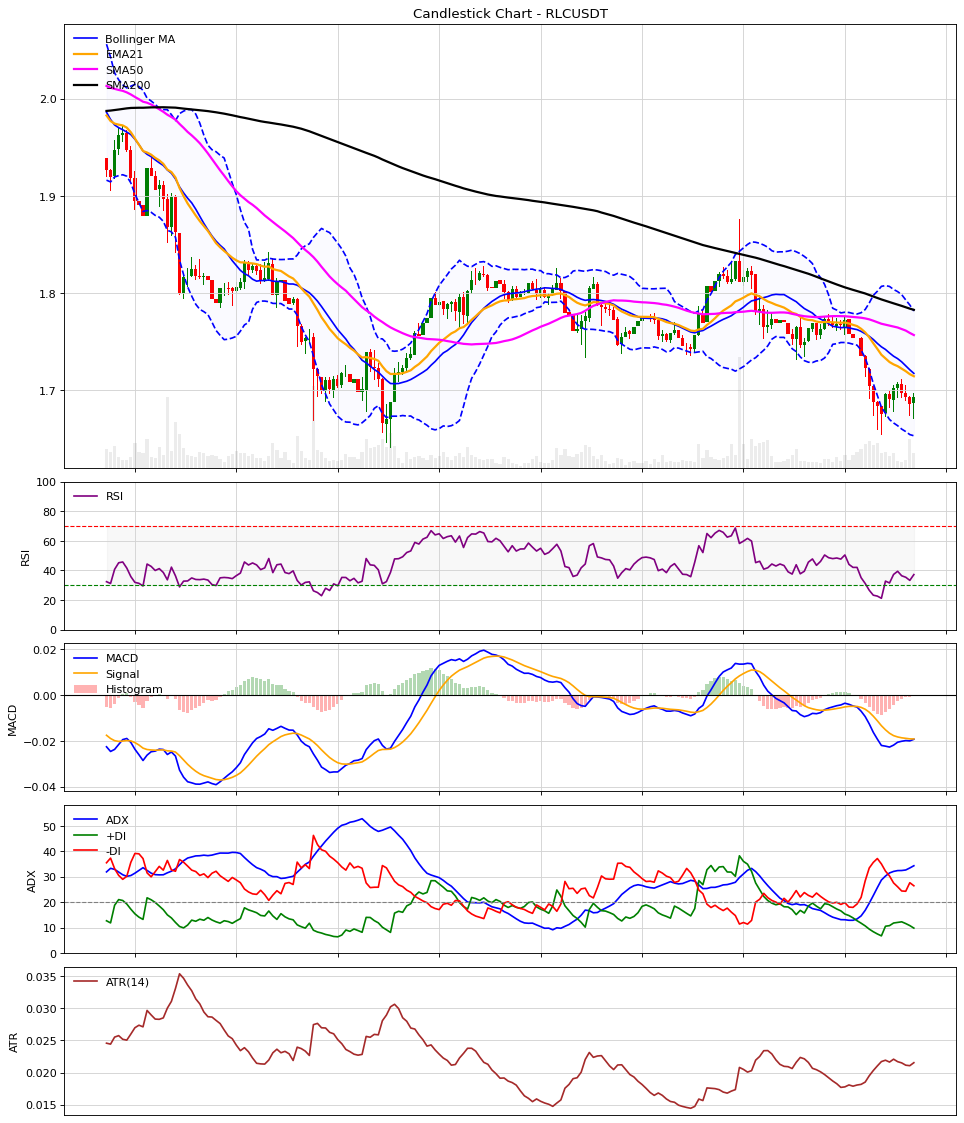 Candlestick Chart - RLCUSDT
Bollinger MA
EMA21
SMA50
SMA200
2.0
1.9
1.8
1.7
100
80
60
40
20
0
RSI
RSI
0.02
0.00
−0.02
−0.04
MACD
MACD
Signal
Histogram
50
40
30
20
10
0
ADX
ADX
+DI
-DI
0.035
0.030
0.025
0.020
0.015
ATR
ATR(14)